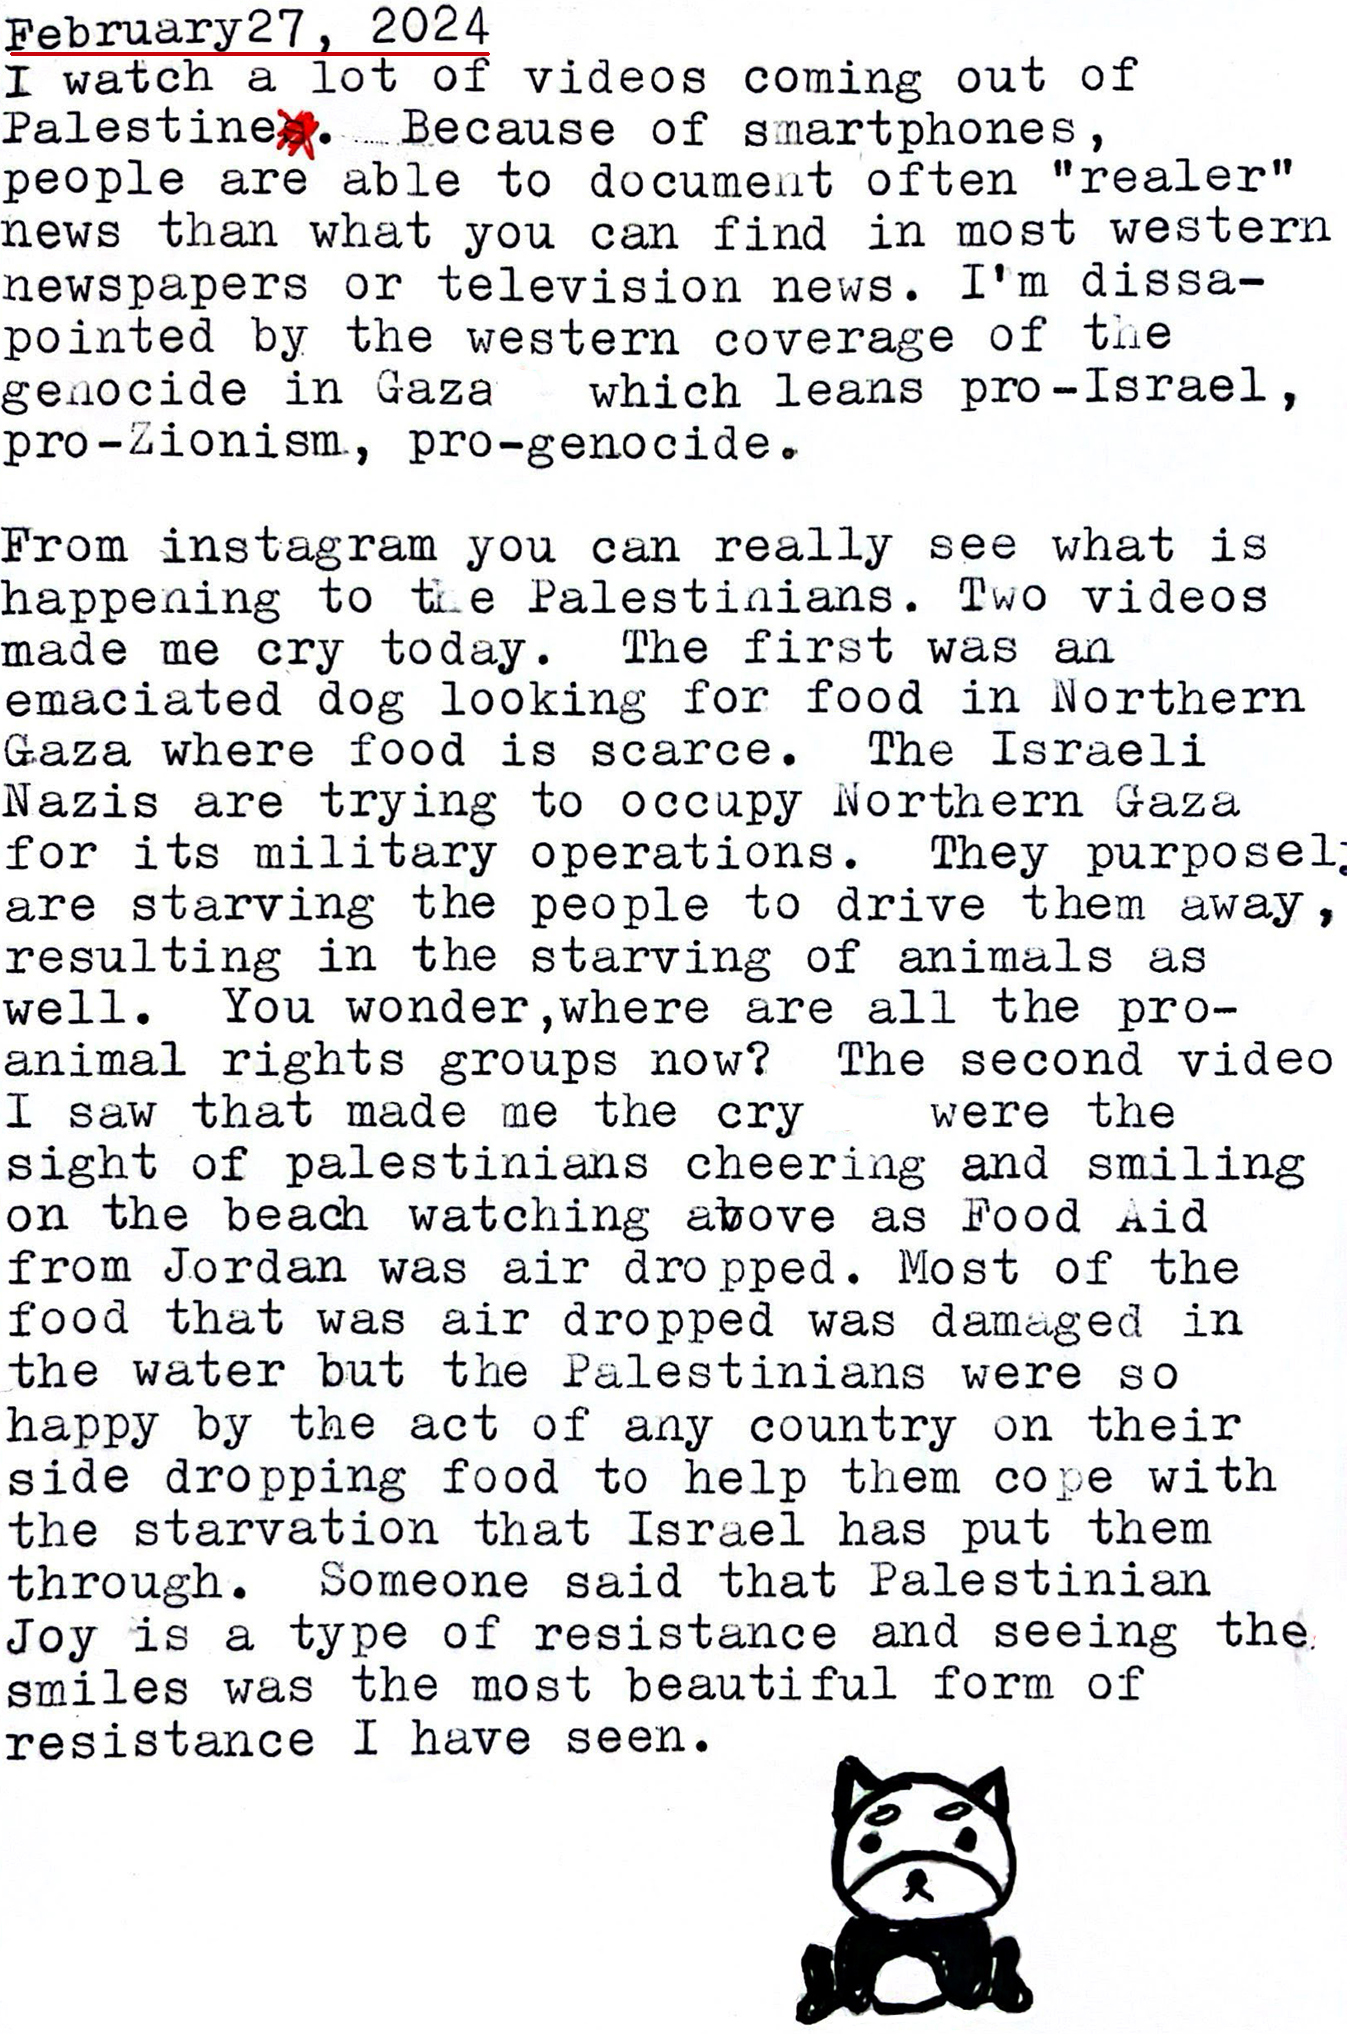 February27, 2024
I watch a lot of videos coming out of
Palestine. Because of smartphones,
people are able to document often "realer"
news than what you can find in most western
newspapers or television news. I'm dissa-
pointed by the western coverage of the
genocide in Gaza   which leans pro-Israel,
pro-Zionism, pro-genocide.

From instagram you can really see what is
happening to the Palestinians. Two videos
made me cry today.  The first was an
emaciated dog looking for food in Northern
Gaza where food is scarce.  The Israeli
Nazis are trying to occupy Northern Gaza
for its military operations.  They purposely
are starving the people to drive them away,
resulting in the starving of animals as
well.  You wonder,where are all the pro-
animal rights groups now?  The second video
I saw that made me the cry    were the
sight of palestinians cheering and smiling
on the beach watching above as Food Aid
from Jordan was air dropped. Most of the
food that was air dropped was damaged in
the water but the Palestinians were so
happy by the act of any country on their
side dropping food to help them cope with
the starvation that Israel has put them
through.  Someone said that Palestinian
Joy is a type of resistance and seeing the
smiles was the most beautiful form of
resistance I have seen.